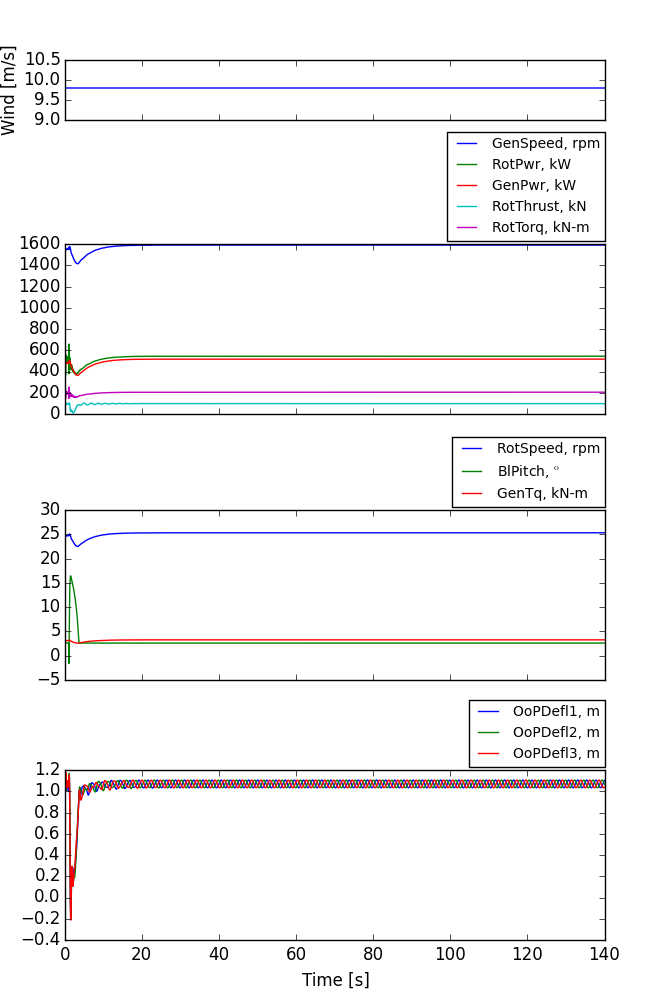 Wind [m/s]
10.5
10.0
9.5
9.0
GenSpeed, rpm
RotPwr, kW
GenPwr, kW
RotThrust, kN
RotTorq, kN-m
1600
1400
1200
1000
800
600
400
200
0
RotSpeed, rpm
BlPitch, °
GenTq, kN-m
30
25
20
15
10
5
0
−5
OoPDefl1, m
OoPDefl2, m
OoPDefl3, m
1.2
1.0
0.8
0.6
0.4
0.2
0.0
−0.2
−0.4
0 20 40 60 80 100 120 140
Time [s]